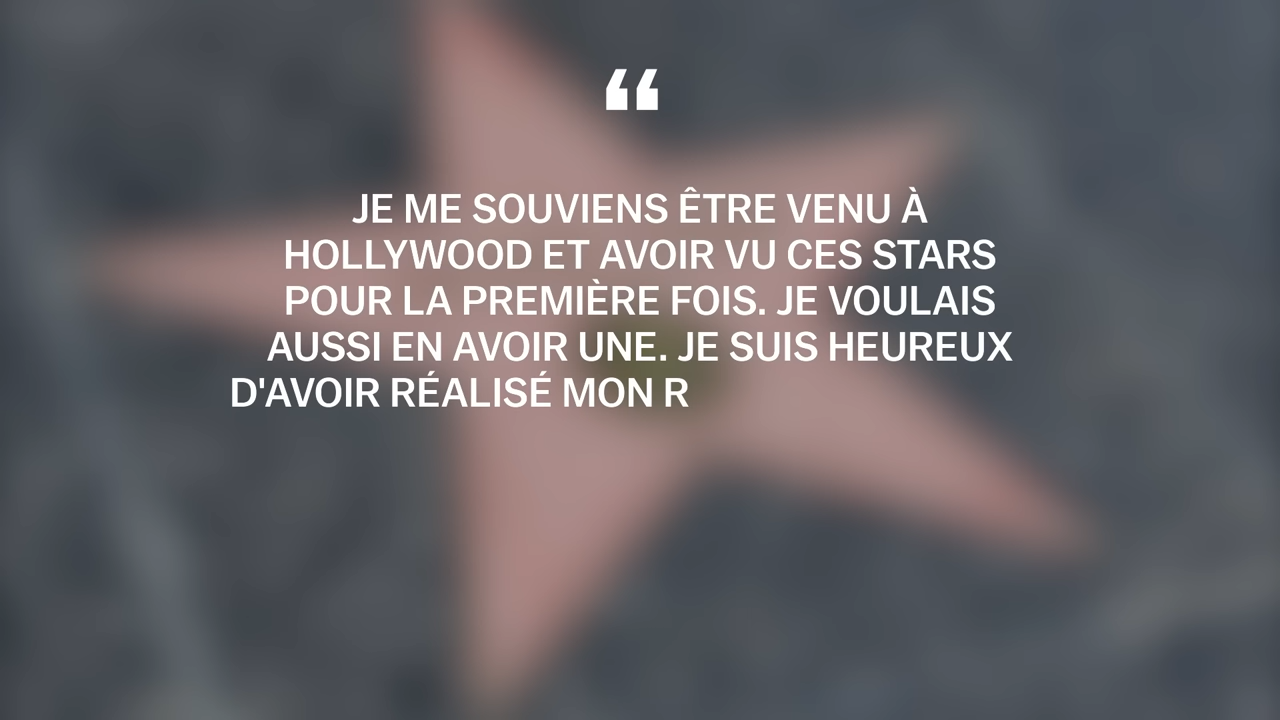 “
JE ME SOUVIENS ÊTRE VENU À
HOLLYWOOD ET AVOIR VU CES STARS
POUR LA PREMIÈRE FOIS. JE VOULAIS
AUSSI EN AVOIR UNE. JE SUIS HEUREUX
D'AVOIR RÉALISÉ MON R